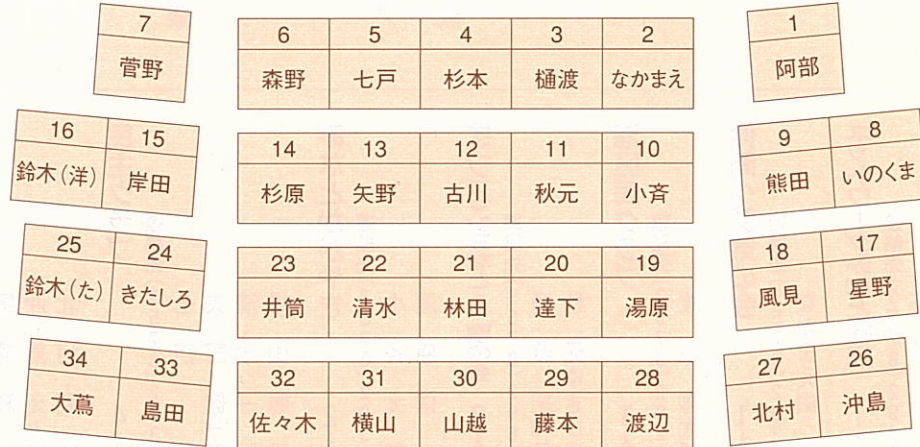 7 6 5 4 3 2 1
菅野 森野 七戸 杉本 樋渡 なかまえ 阿部
16 15 14 13 12 11 10 9 8
鈴木(洋) 岸田 杉原 矢野 古川 秋元 小斉 熊田 いのくま
25 24 23 22 21 20 19 18 17
鈴木(た) きたしろ 井筒 清水 林田 達下 湯原 風見 星野
34 33 32 31 30 29 28 27 26
大蔦 島田 佐々木 横山 山越 藤本 渡辺 北村 沖島